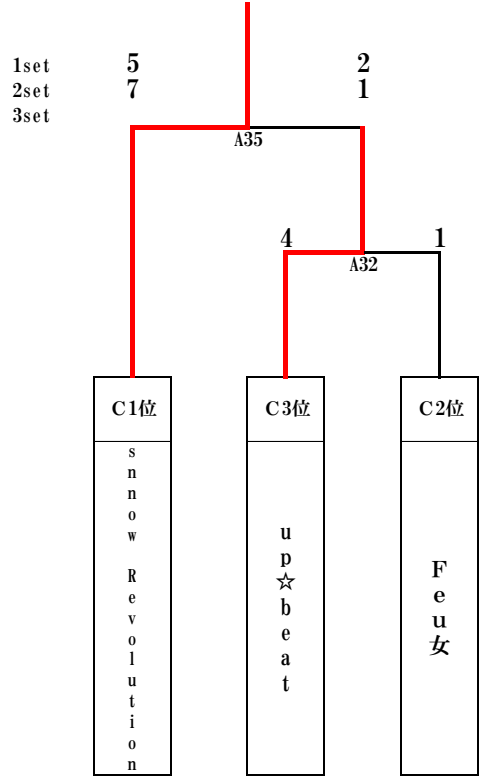 1set 5 2
2set 7 1
3set
A35
4 1
A32
C1位 C3位 C2位
snnow Revolution
up☆beat
Feu女